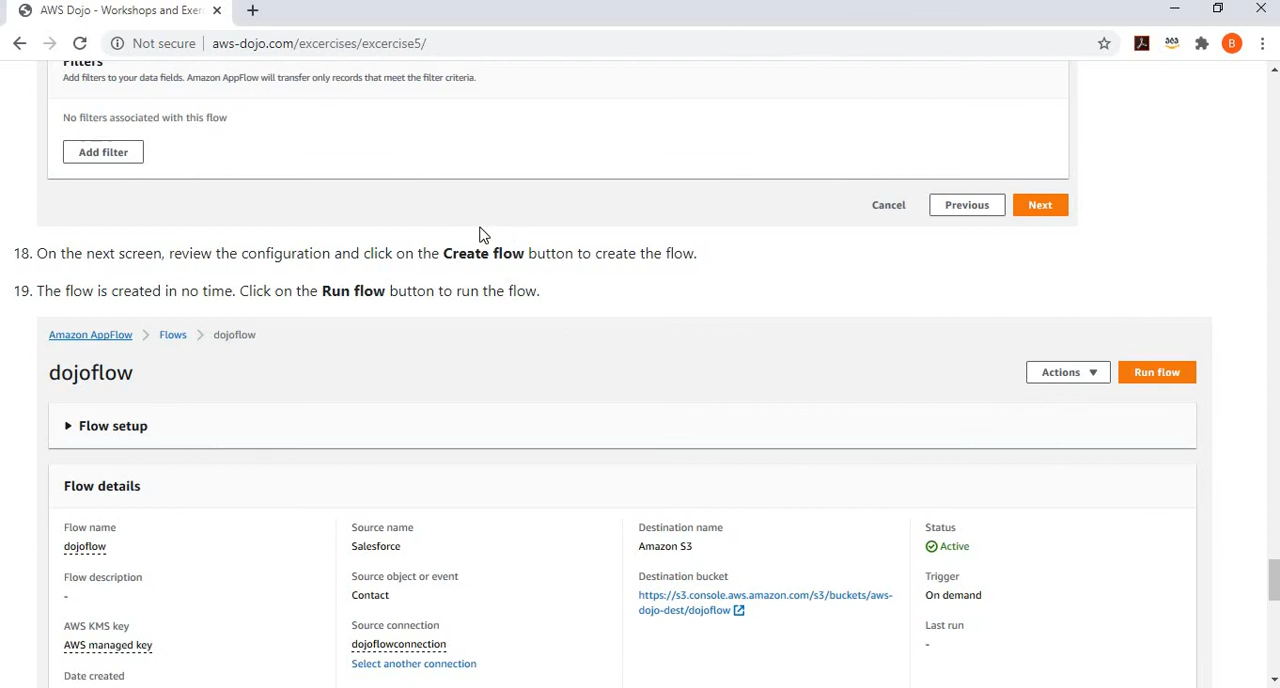 AWS Dojo - Workshops and Exer
Not secure
aws-dojo.com/excercises/excercise5/
B
Filters
Add filters to your data fields. Amazon AppFlow will transfer only records that meet the filter criteria.
No filters associated with this flow
Add filter
Cancel
Previous
Next
18. On the next screen, review the configuration and click on the Create flow button to create the flow.
19. The flow is created in no time. Click on the Run flow button to run the flow.
Amazon AppFlow
Flows
dojoflow
dojoflow
Actions
Run flow
Flow setup
Flow details
Flow name
dojoflow
Flow description
-
AWS KMS key
AWS managed key
Date created
Source name
Salesforce
Source object or event
Contact
Source connection
dojoflowconnection
Select another connection
Destination name
Amazon S3
Destination bucket
https://s3.console.aws.amazon.com/s3/buckets/aws-
dojo-dest/dojoflow
Status
Active
Trigger
On demand
Last run
-